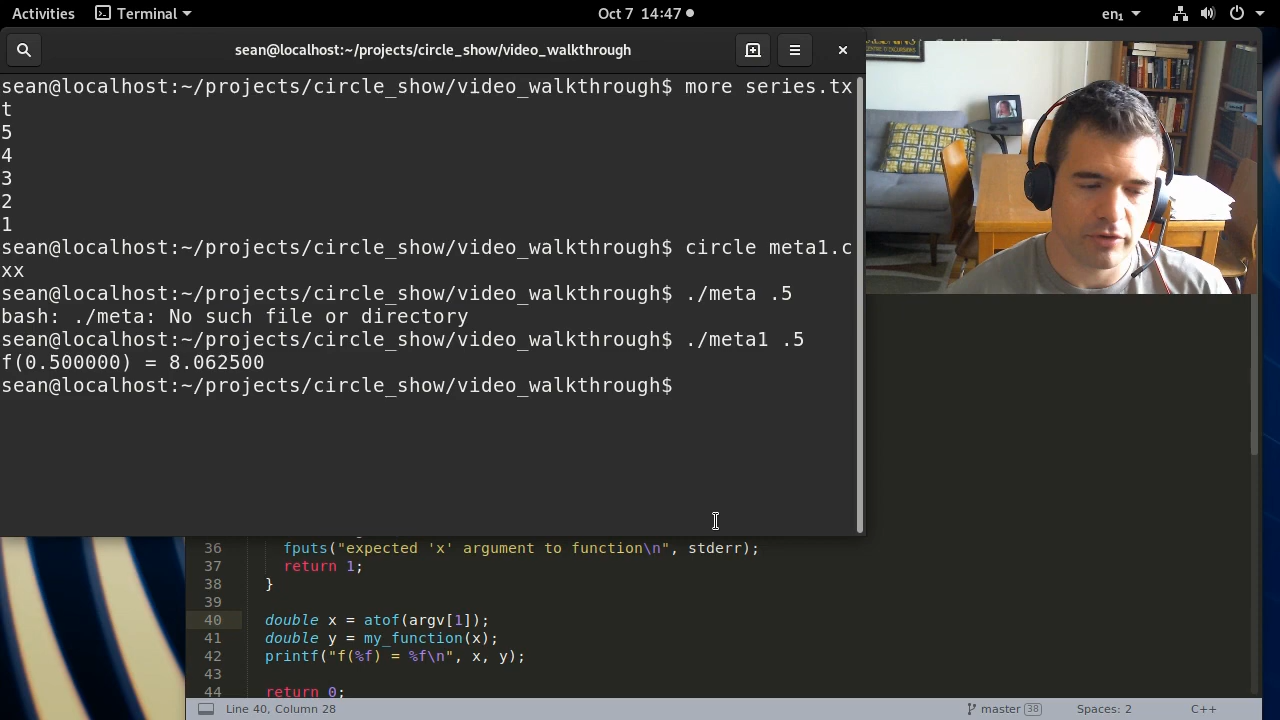 Activities Terminal Oct 7 14:47 en₁
sean@localhost:~/projects/circle_show/video_walkthrough
sean@localhost:~/projects/circle_show/video_walkthrough$ more series.tx
t
5
4
3
2
1
sean@localhost:~/projects/circle_show/video_walkthrough$ circle meta1.c
xx
sean@localhost:~/projects/circle_show/video_walkthrough$ ./meta .5
bash: ./meta: No such file or directory
sean@localhost:~/projects/circle_show/video_walkthrough$ ./meta1 .5
f(0.500000) = 8.062500
sean@localhost:~/projects/circle_show/video_walkthrough$
36 fputs("expected 'x' argument to function\n", stderr);
37 return 1;
38 }
39
40 double x = atof(argv[1]);
41 double y = my_function(x);
42 printf("f(%f) = %f\n", x, y);
43
44 return 0;
Line 40, Column 28 master 38 Spaces: 2 C++